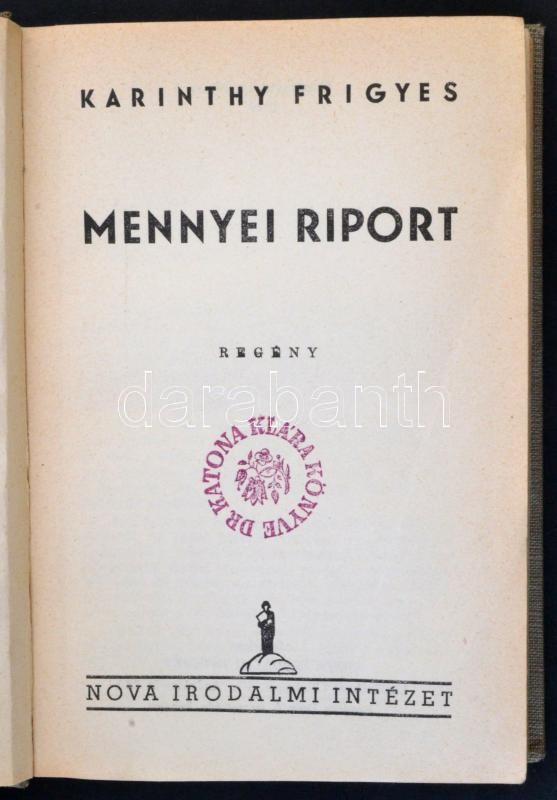 KARINTHY FRIGYES
MENNYEI RIPORT
REGÉNY
darabanth
DR KATONA KLÁRA KÖNYVE
NOVA IRODALMI INTÉZET